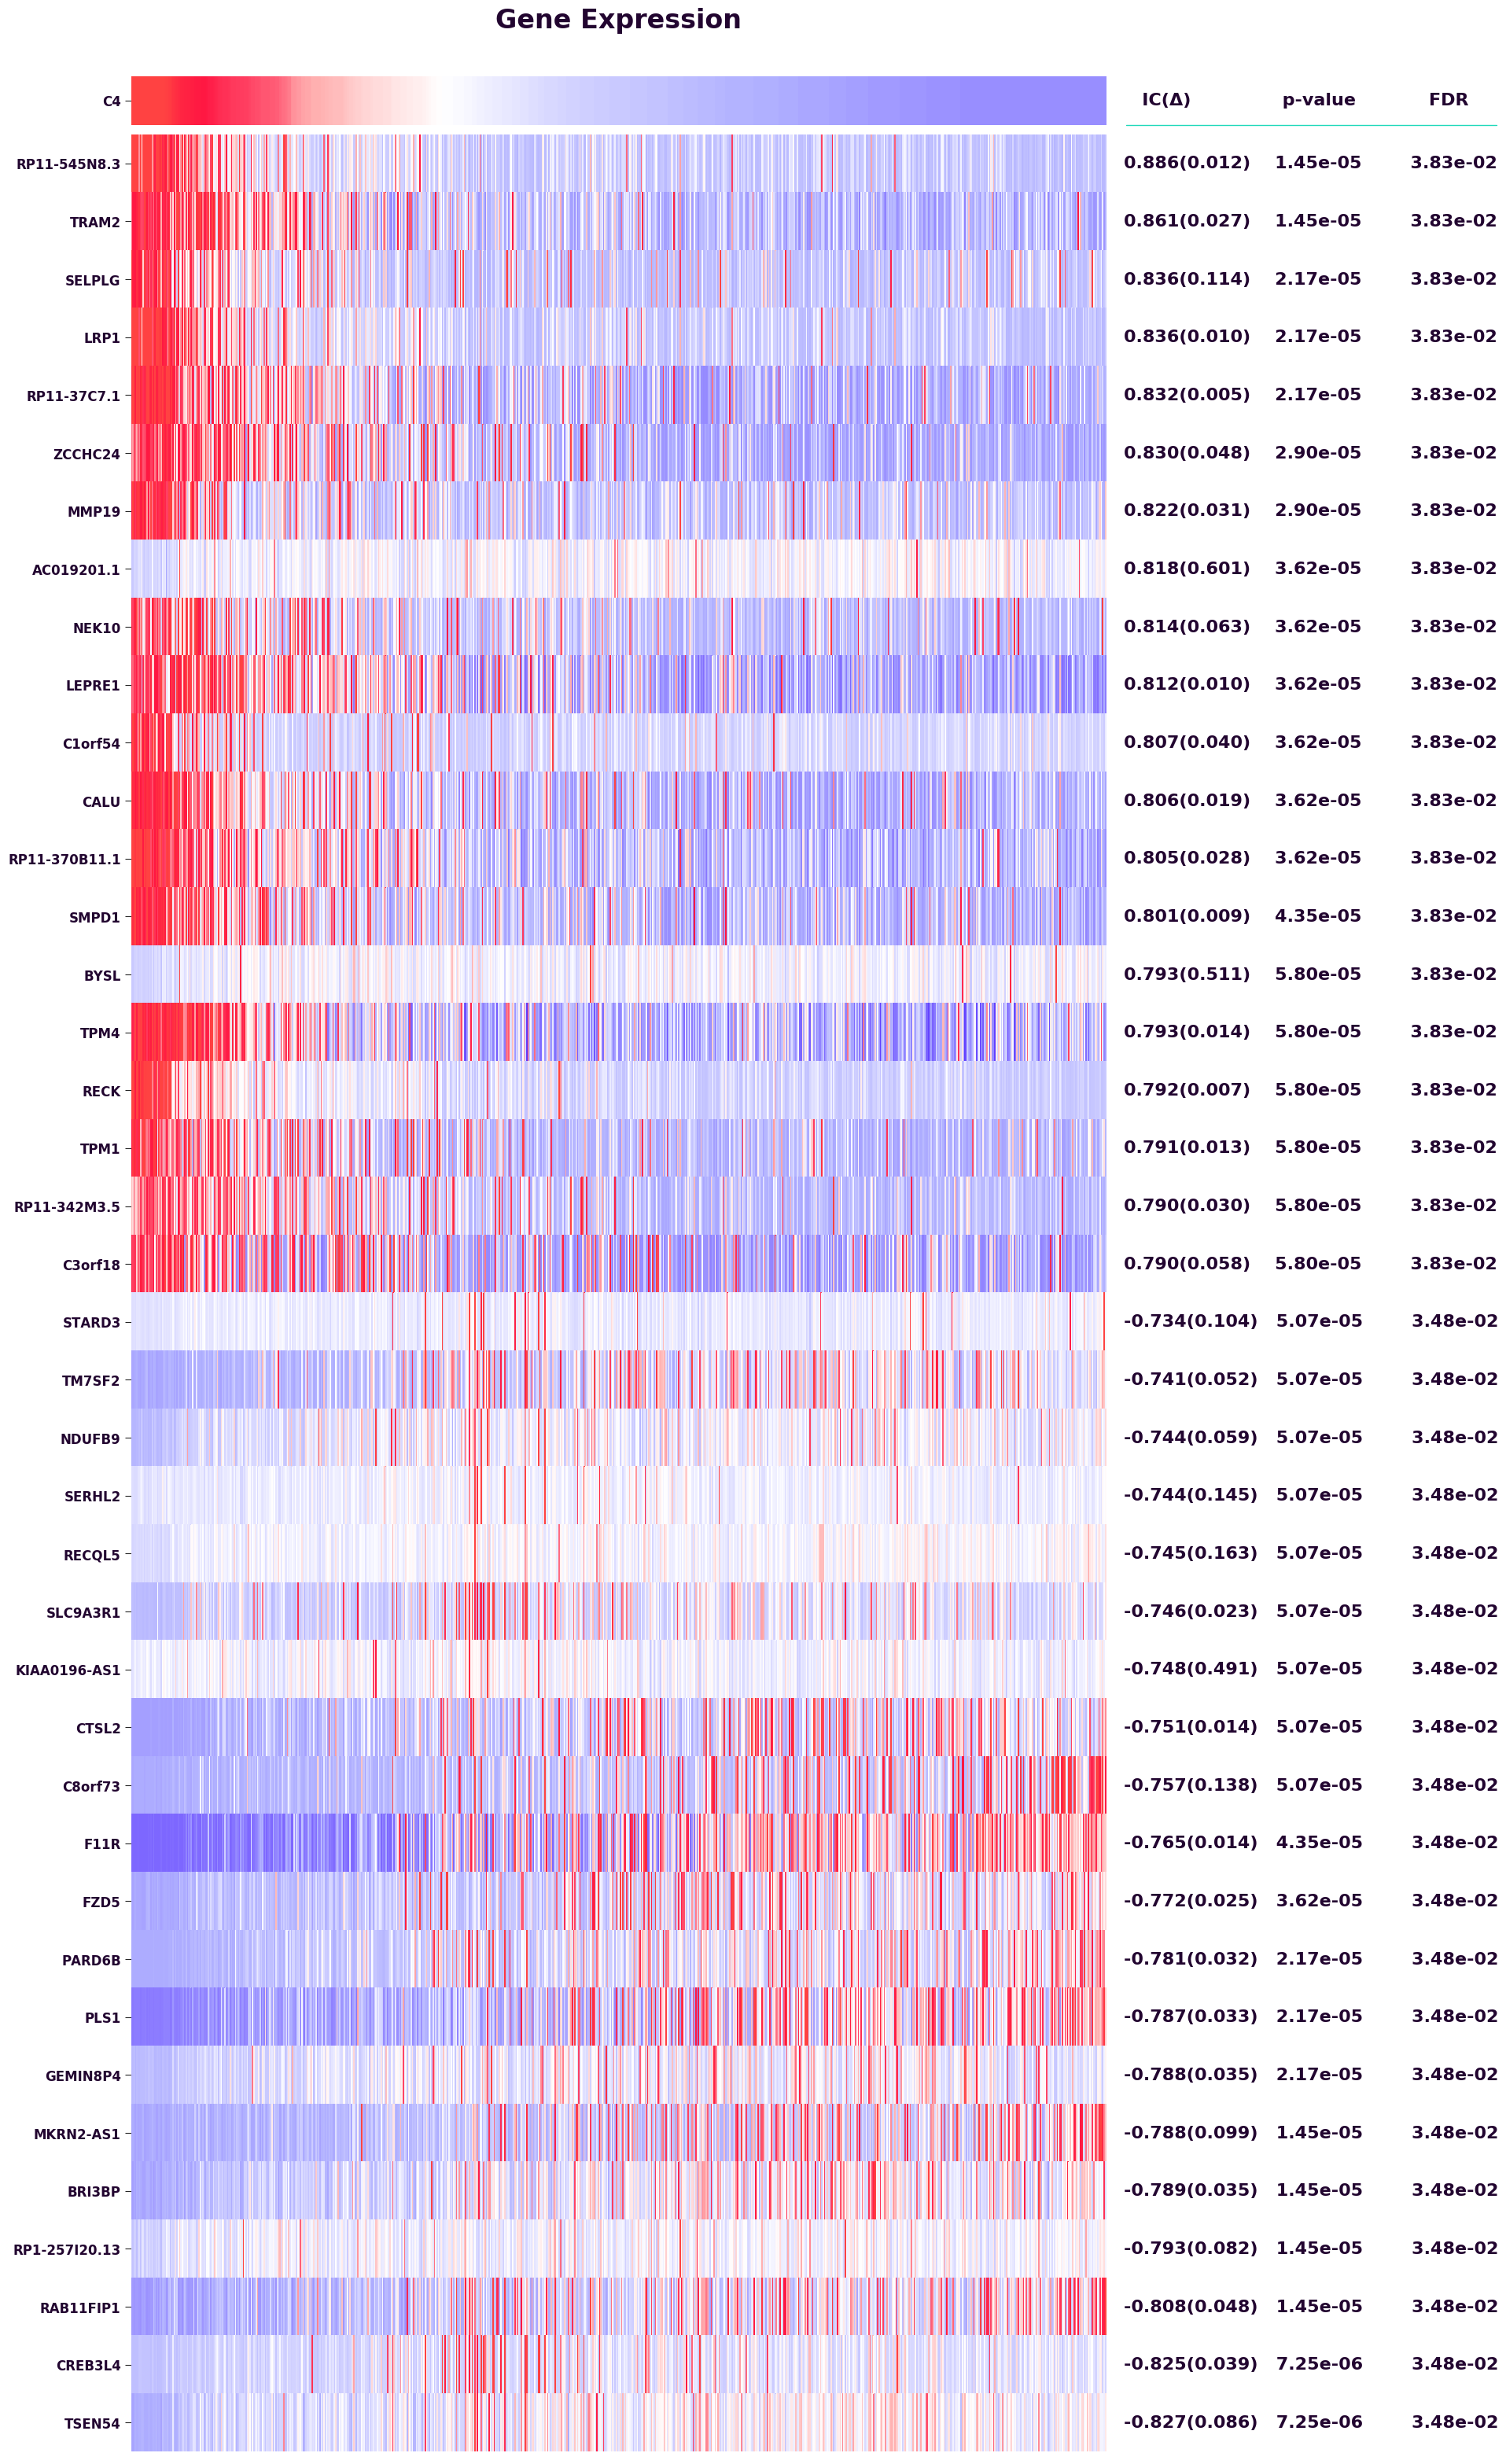 Gene Expression
C4 IC(Δ) p-value FDR
RP11-545N8.3 0.886(0.012) 1.45e-05 3.83e-02
TRAM2 0.861(0.027) 1.45e-05 3.83e-02
SELPLG 0.836(0.114) 2.17e-05 3.83e-02
LRP1 0.836(0.010) 2.17e-05 3.83e-02
RP11-37C7.1 0.832(0.005) 2.17e-05 3.83e-02
ZCCHC24 0.830(0.048) 2.90e-05 3.83e-02
MMP19 0.822(0.031) 2.90e-05 3.83e-02
AC019201.1 0.818(0.601) 3.62e-05 3.83e-02
NEK10 0.814(0.063) 3.62e-05 3.83e-02
LEPRE1 0.812(0.010) 3.62e-05 3.83e-02
C1orf54 0.807(0.040) 3.62e-05 3.83e-02
CALU 0.806(0.019) 3.62e-05 3.83e-02
RP11-370B11.1 0.805(0.028) 3.62e-05 3.83e-02
SMPD1 0.801(0.009) 4.35e-05 3.83e-02
BYSL 0.793(0.511) 5.80e-05 3.83e-02
TPM4 0.793(0.014) 5.80e-05 3.83e-02
RECK 0.792(0.007) 5.80e-05 3.83e-02
TPM1 0.791(0.013) 5.80e-05 3.83e-02
RP11-342M3.5 0.790(0.030) 5.80e-05 3.83e-02
C3orf18 0.790(0.058) 5.80e-05 3.83e-02
STARD3 -0.734(0.104) 5.07e-05 3.48e-02
TM7SF2 -0.741(0.052) 5.07e-05 3.48e-02
NDUFB9 -0.744(0.059) 5.07e-05 3.48e-02
SERHL2 -0.744(0.145) 5.07e-05 3.48e-02
RECQL5 -0.745(0.163) 5.07e-05 3.48e-02
SLC9A3R1 -0.746(0.023) 5.07e-05 3.48e-02
KIAA0196-AS1 -0.748(0.491) 5.07e-05 3.48e-02
CTSL2 -0.751(0.014) 5.07e-05 3.48e-02
C8orf73 -0.757(0.138) 5.07e-05 3.48e-02
F11R -0.765(0.014) 4.35e-05 3.48e-02
FZD5 -0.772(0.025) 3.62e-05 3.48e-02
PARD6B -0.781(0.032) 2.17e-05 3.48e-02
PLS1 -0.787(0.033) 2.17e-05 3.48e-02
GEMIN8P4 -0.788(0.035) 2.17e-05 3.48e-02
MKRN2-AS1 -0.788(0.099) 1.45e-05 3.48e-02
BRI3BP -0.789(0.035) 1.45e-05 3.48e-02
RP1-257I20.13 -0.793(0.082) 1.45e-05 3.48e-02
RAB11FIP1 -0.808(0.048) 1.45e-05 3.48e-02
CREB3L4 -0.825(0.039) 7.25e-06 3.48e-02
TSEN54 -0.827(0.086) 7.25e-06 3.48e-02